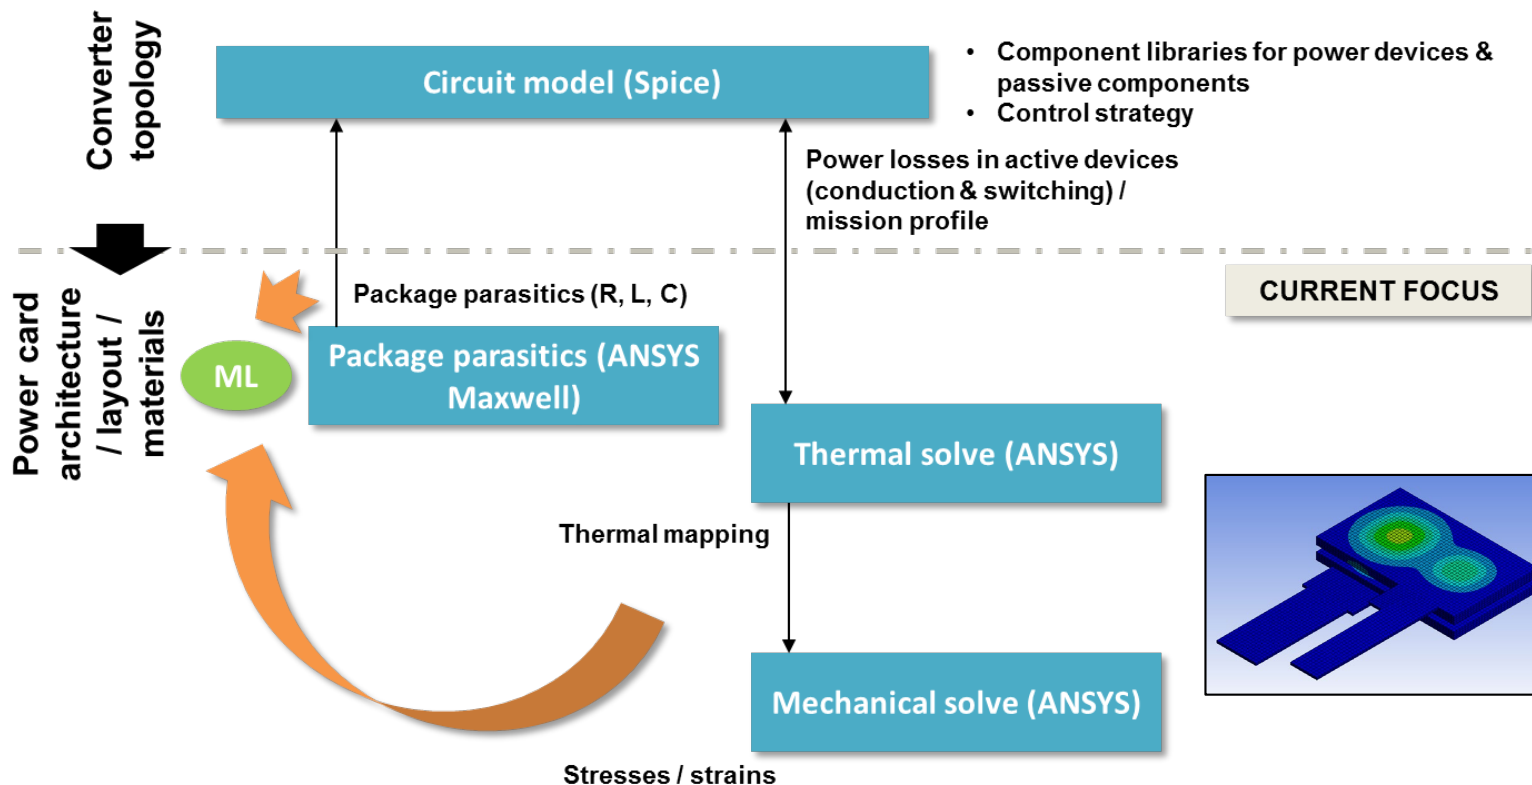 Converter
topology
Circuit model (Spice)
• Component libraries for power devices &
passive components
• Control strategy
Power losses in active devices
(conduction & switching) /
mission profile
Power card
architecture
/ layout /
materials
Package parasitics (R, L, C)
CURRENT FOCUS
ML
Package parasitics (ANSYS
Maxwell)
Thermal solve (ANSYS)
Thermal mapping
Mechanical solve (ANSYS)
Stresses / strains